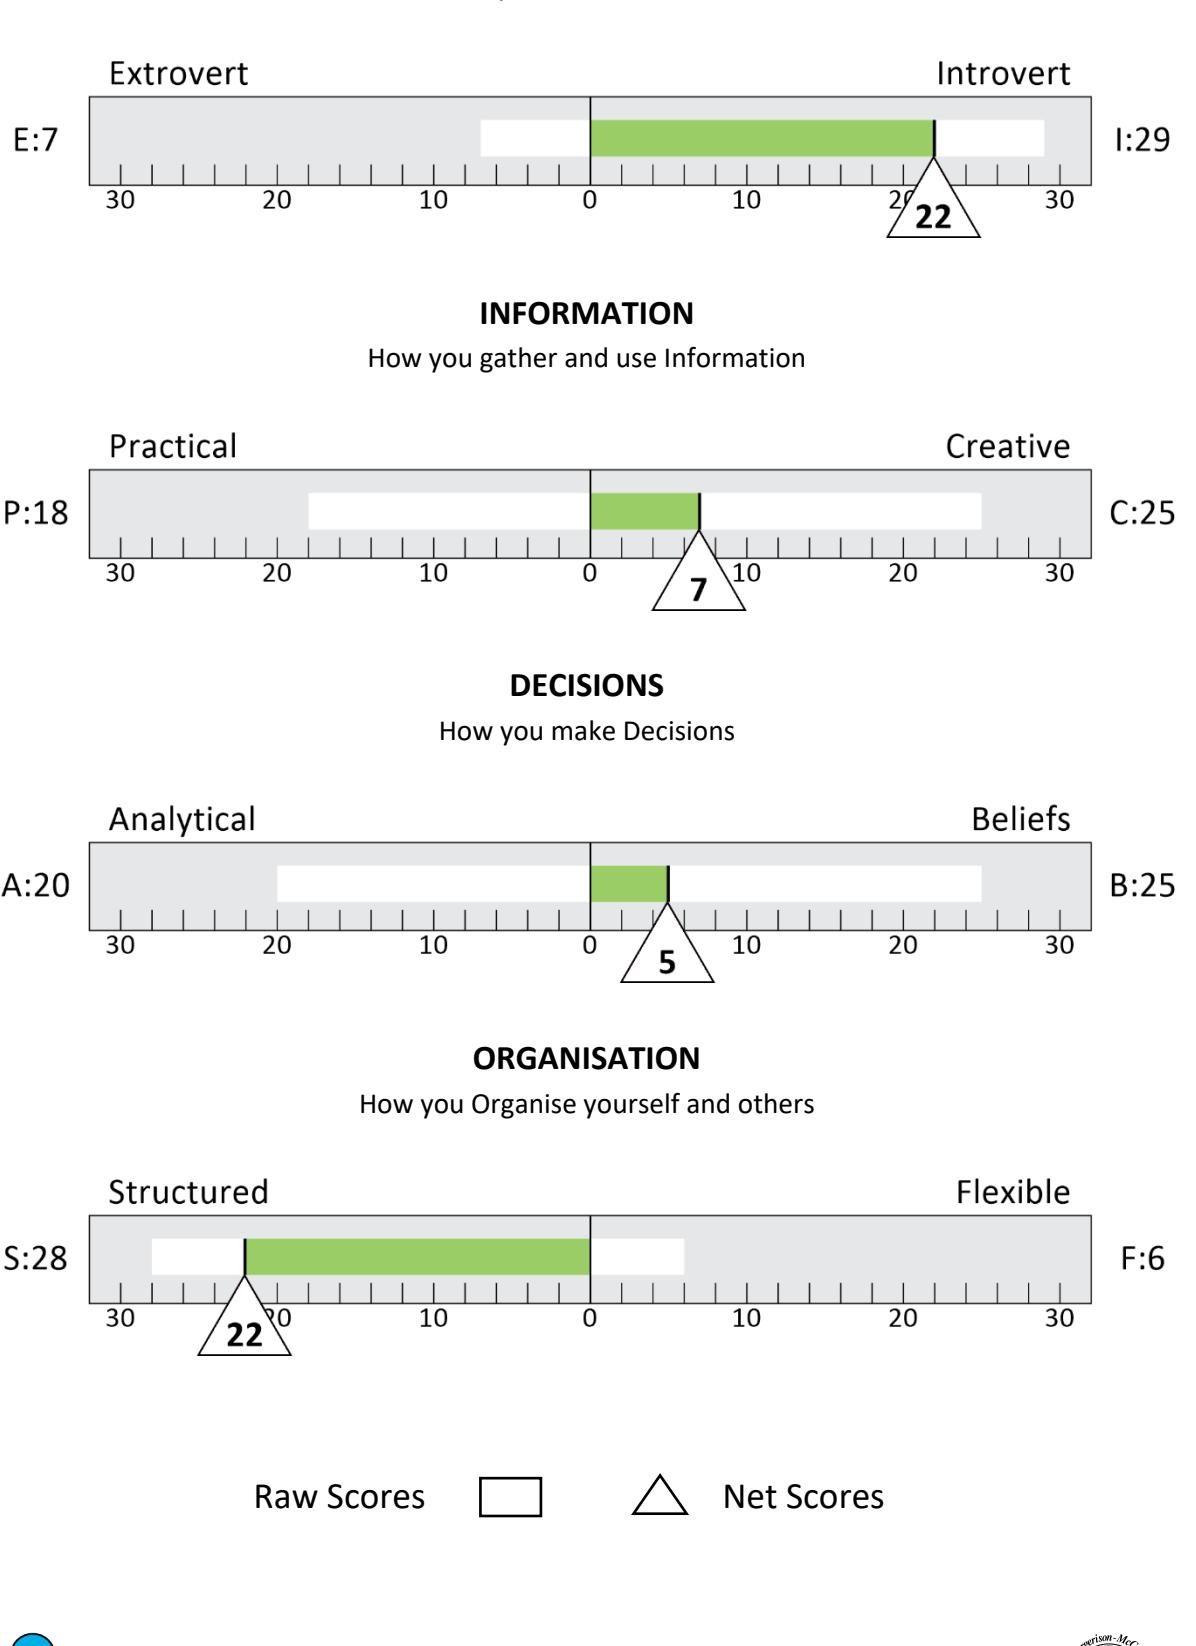 Extrovert Introvert
E:7 I:29
30 20 10 0 10 20 30
22
INFORMATION
How you gather and use Information
Practical Creative
P:18 C:25
30 20 10 0 10 20 30
7
DECISIONS
How you make Decisions
Analytical Beliefs
A:20 B:25
30 20 10 0 10 20 30
5
ORGANISATION
How you Organise yourself and others
Structured Flexible
S:28 F:6
30 20 10 0 10 20 30
22
Raw Scores Net Scores